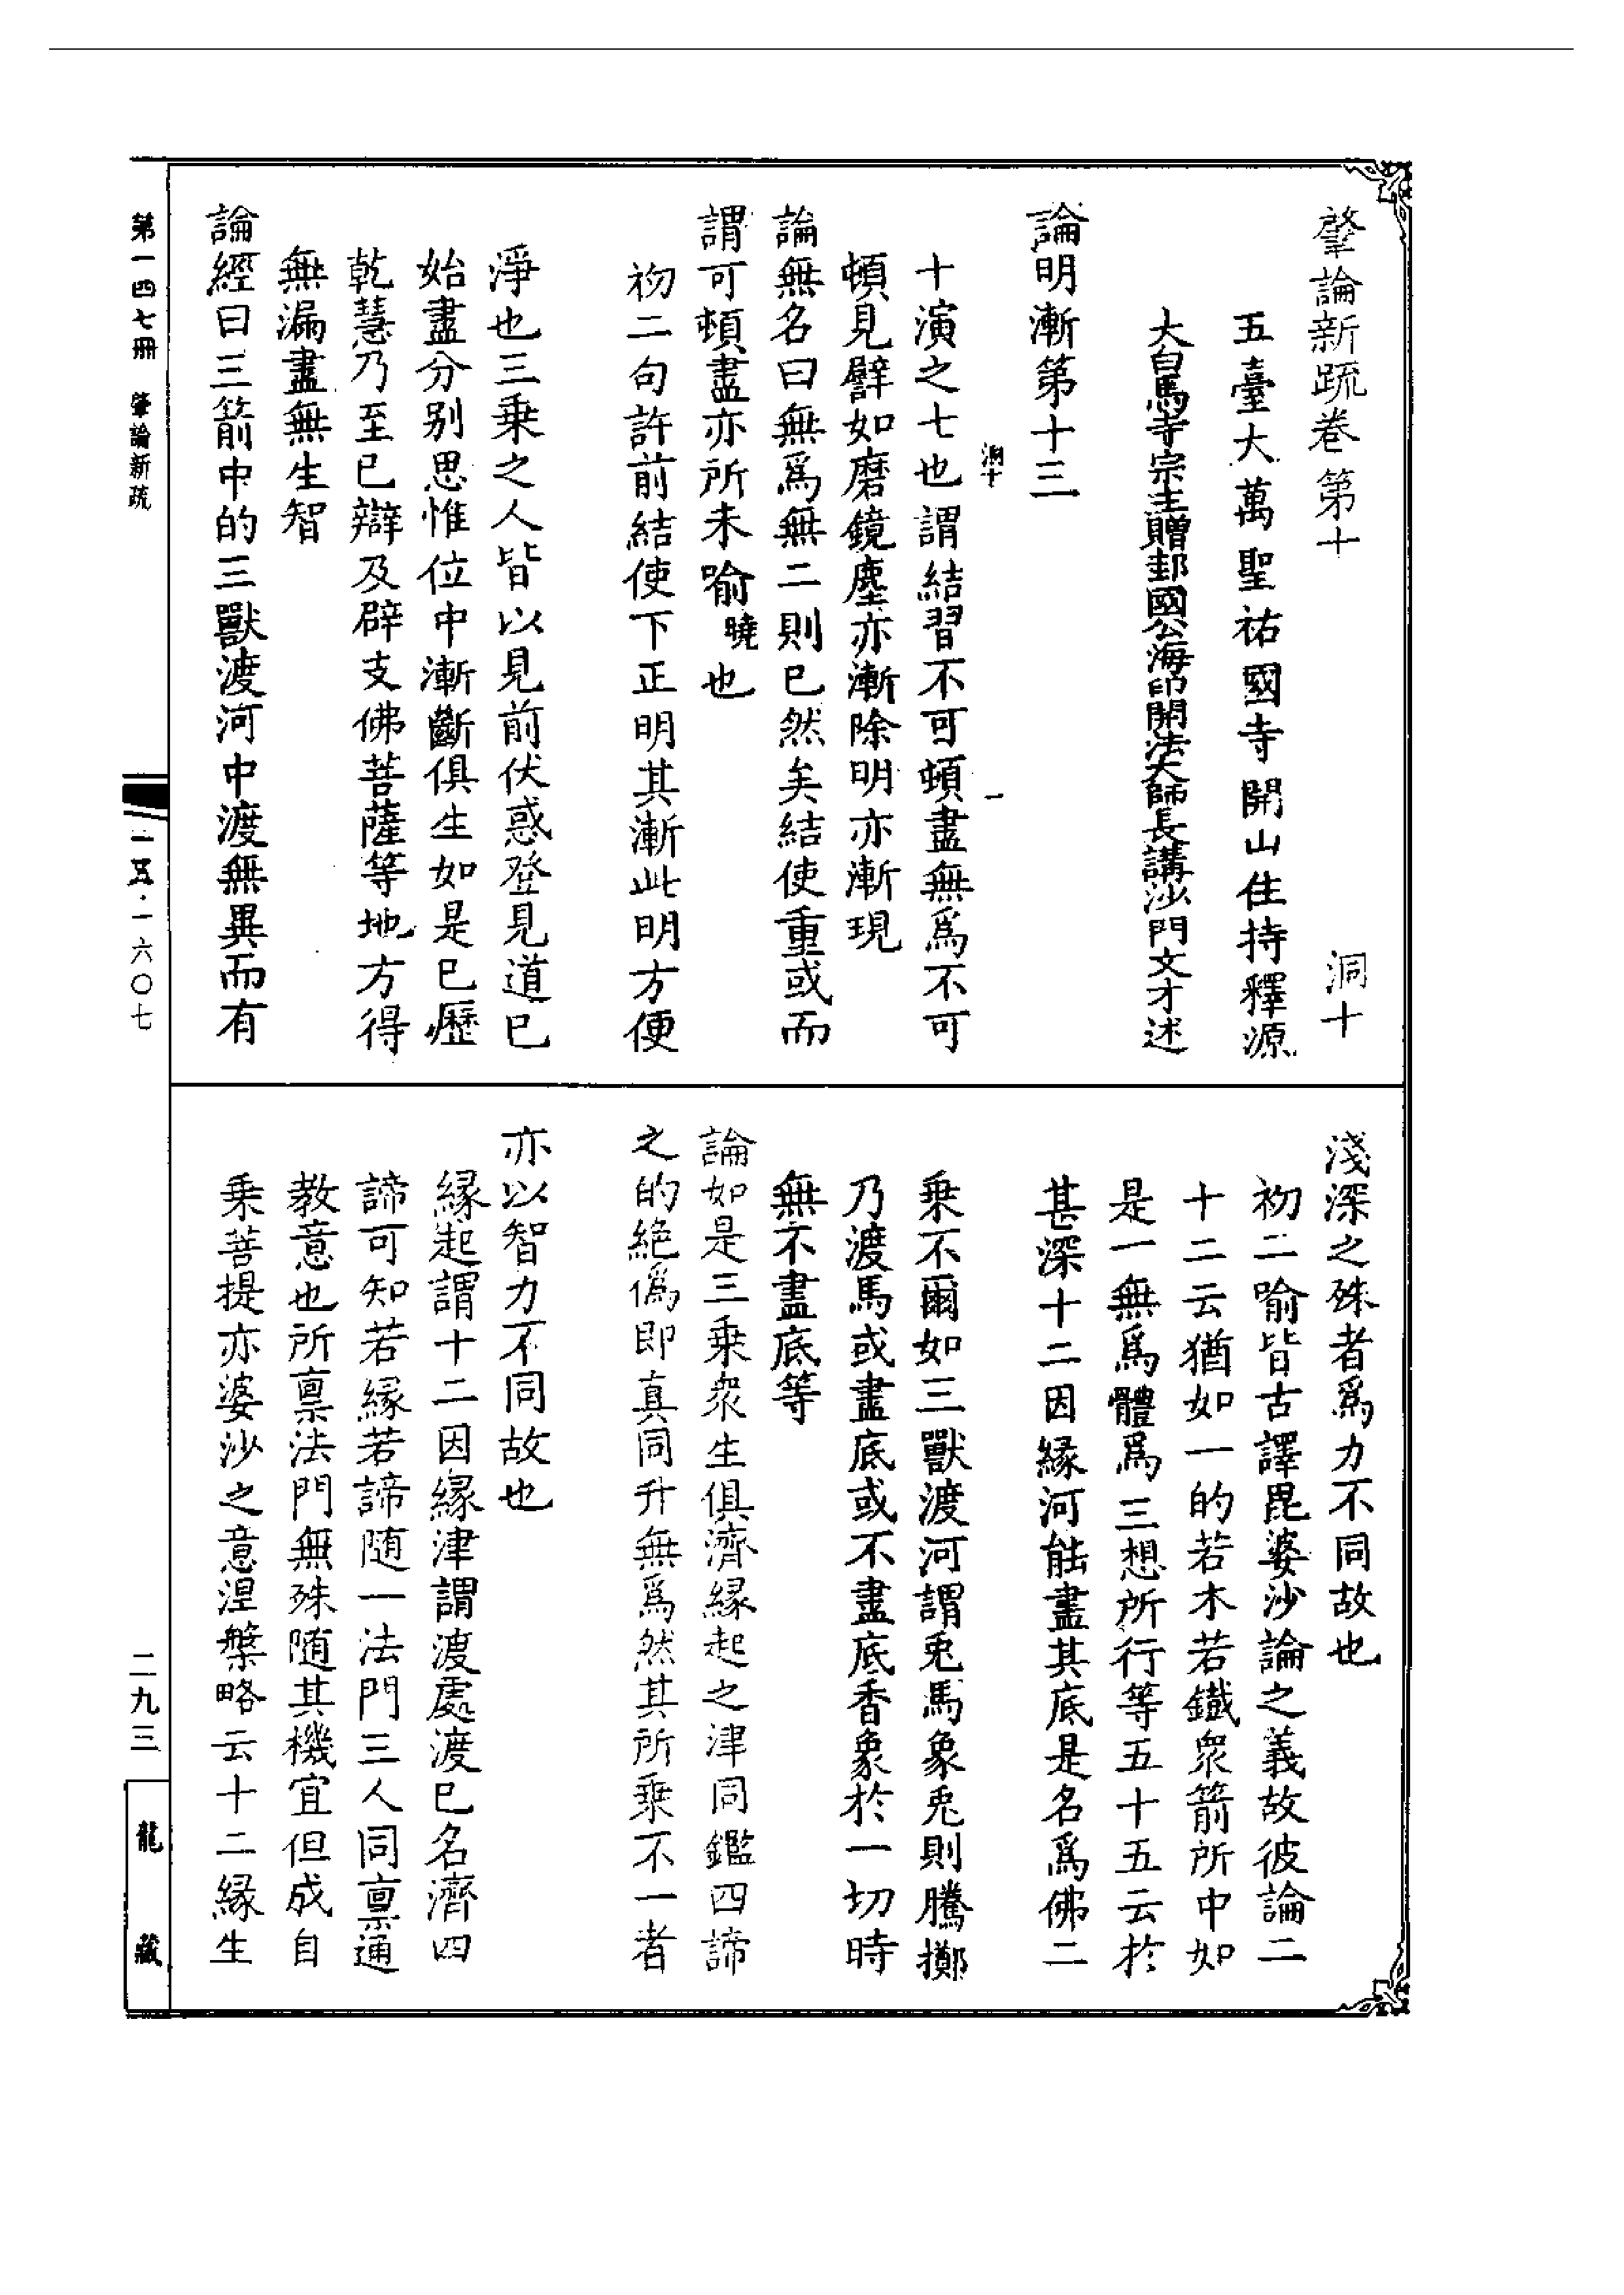 肇論新疏卷第十　洞十
五臺大萬聖祐國寺開山住持釋源
大白馬寺宗主贈邽國公海印開法大師長講沙門文才述
論明漸第十三
洞十　一
十演之七也謂結習不可頓盡無爲不可
頓見譬如磨鏡塵亦漸除明亦漸現
論無名曰無爲無二則已然矣結使重或而
謂可頓盡亦所未喻曉也
初二句許前結使下正明其漸此明方便
淨也三乗之人皆以見前伏惑登見道已
始盡分别思惟位中漸斷俱生如是已歷
乾慧乃至已辯及辟支佛菩薩等地方得
無漏盡無生智
論經曰三箭中的三獸渡河中渡無異而有
淺深之殊者爲力不同故也
初二喻皆古譯毘婆沙論之義故彼論二
十二云猶如一的若木若鐡衆箭所中如
是一無爲體爲三想所行等五十五云於
甚深十二因緣河能盡其底是名爲佛二
乗不爾如三獸渡河謂兎馬象兎則騰擲
乃渡馬或盡底或不盡底香象於一切時
無不盡底等
論如是三乗衆生俱濟緣起之津同鑑四諦
之的絶僞即真同升無爲然其所乗不一者
亦以智力不同故也
緣起謂十二因緣津謂渡處渡已名濟四
諦可知若緣若諦隨一法門三人同禀通
教意也所禀法門無殊隨其機宜但成自
乗菩提亦婆沙之意涅槃略云十二緣生
第一四七冊　肇論新疏
一五·一六〇七
二九三
龍藏